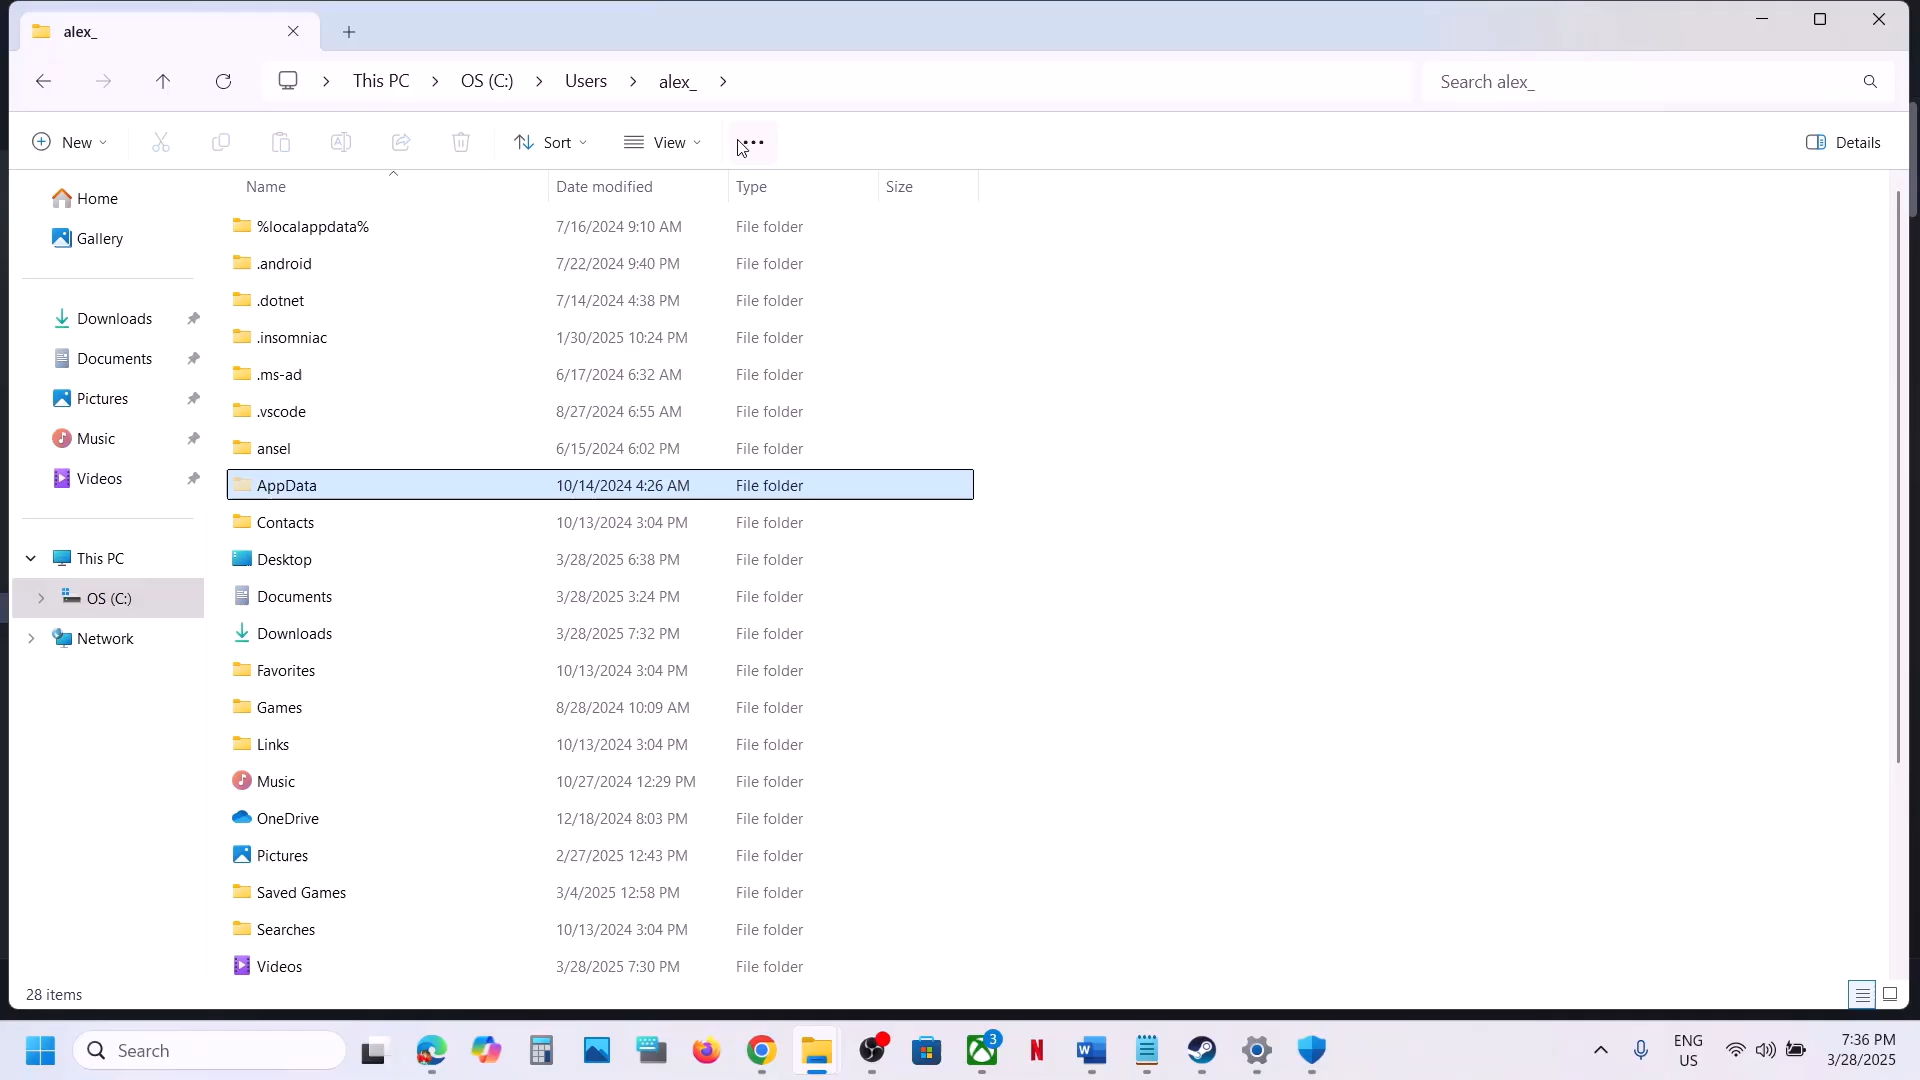 alex_
This PC
OS (C:)
Users
alex_
Search alex_
New
Sort
View
Details
Name
Date modified
Type
Size
Home
Gallery
Downloads
Documents
Pictures
Music
Videos
This PC
OS (C:)
Network
%localappdata% 7/16/2024 9:10 AM File folder
.android 7/22/2024 9:40 PM File folder
.dotnet 7/14/2024 4:38 PM File folder
.insomniac 1/30/2025 10:24 PM File folder
.ms-ad 6/17/2024 6:32 AM File folder
.vscode 8/27/2024 6:55 AM File folder
ansel 6/15/2024 6:02 PM File folder
AppData 10/14/2024 4:26 AM File folder
Contacts 10/13/2024 3:04 PM File folder
Desktop 3/28/2025 6:38 PM File folder
Documents 3/28/2025 3:24 PM File folder
Downloads 3/28/2025 7:32 PM File folder
Favorites 10/13/2024 3:04 PM File folder
Games 8/28/2024 10:09 AM File folder
Links 10/13/2024 3:04 PM File folder
Music 10/27/2024 12:29 PM File folder
OneDrive 12/18/2024 8:03 PM File folder
Pictures 2/27/2025 12:43 PM File folder
Saved Games 3/4/2025 12:58 PM File folder
Searches 10/13/2024 3:04 PM File folder
Videos 3/28/2025 7:30 PM File folder
28 items
Search
3
ENG
US
7:36 PM
3/28/2025